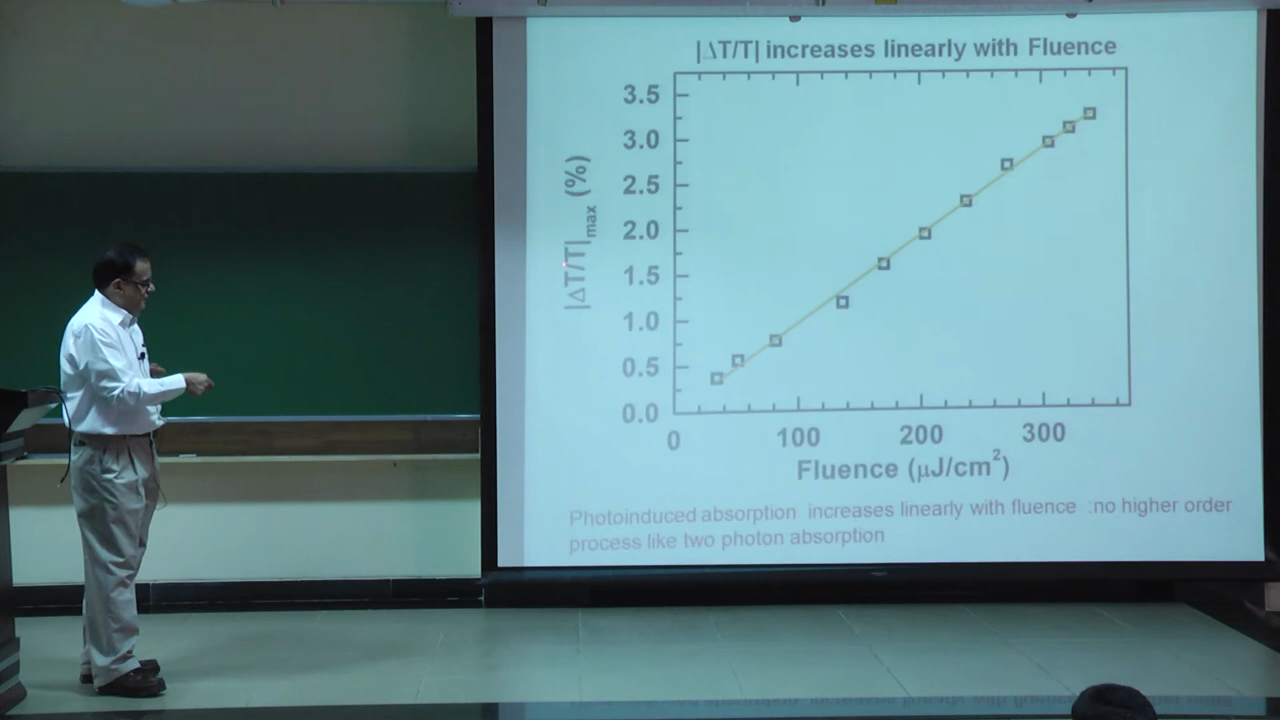 |ΔT/T| increases linearly with Fluence
3.5
3.0
2.5
2.0
1.5
1.0
0.5
0.0
|ΔT/T|max (%)
0 100 200 300
Fluence (μJ/cm²)
Photoinduced absorption increases linearly with fluence :no higher order
process like two photon absorption